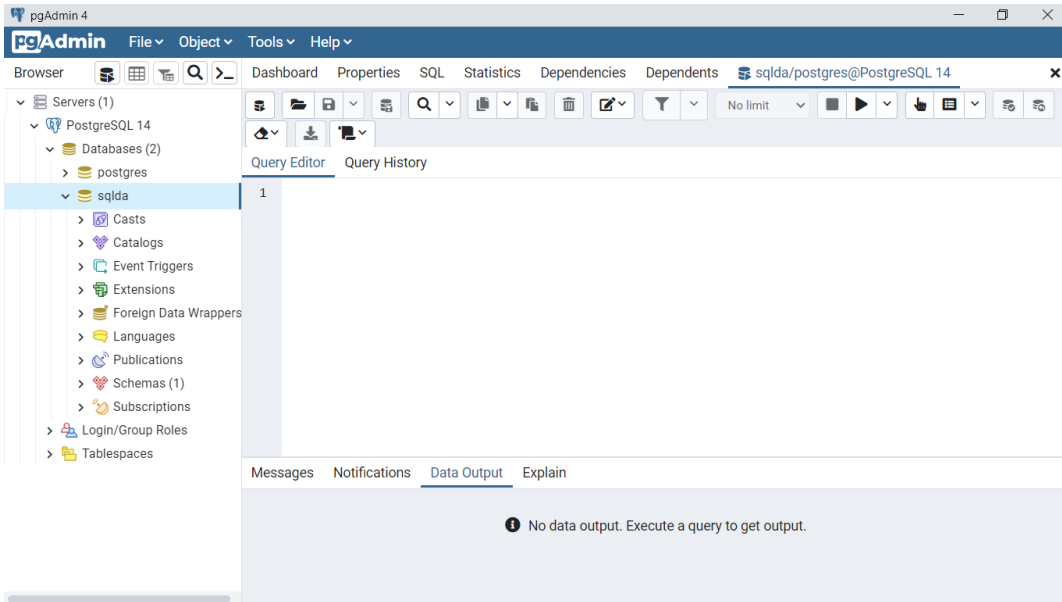 pgAdmin 4
pgAdmin File Object Tools Help
Browser
Dashboard Properties SQL Statistics Dependencies Dependents sqlda/postgres@PostgreSQL 14
Servers (1)
PostgreSQL 14
Databases (2)
postgres
sqlda
Casts
Catalogs
Event Triggers
Extensions
Foreign Data Wrappers
Languages
Publications
Schemas (1)
Subscriptions
Login/Group Roles
Tablespaces
No limit
Query Editor Query History
1
Messages Notifications Data Output Explain
No data output. Execute a query to get output.